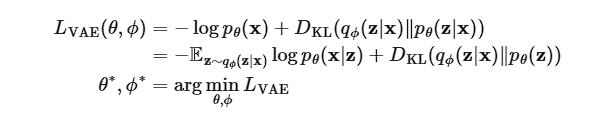 L_VAE(θ, ϕ) = − log p_θ(x) + D_KL(q_ϕ(z|x)‖p_θ(z|x))
= −𝔼_{z∼q_ϕ(z|x)} log p_θ(x|z) + D_KL(q_ϕ(z|x)‖p_θ(z))
θ*, ϕ* = arg min_{θ,ϕ} L_VAE